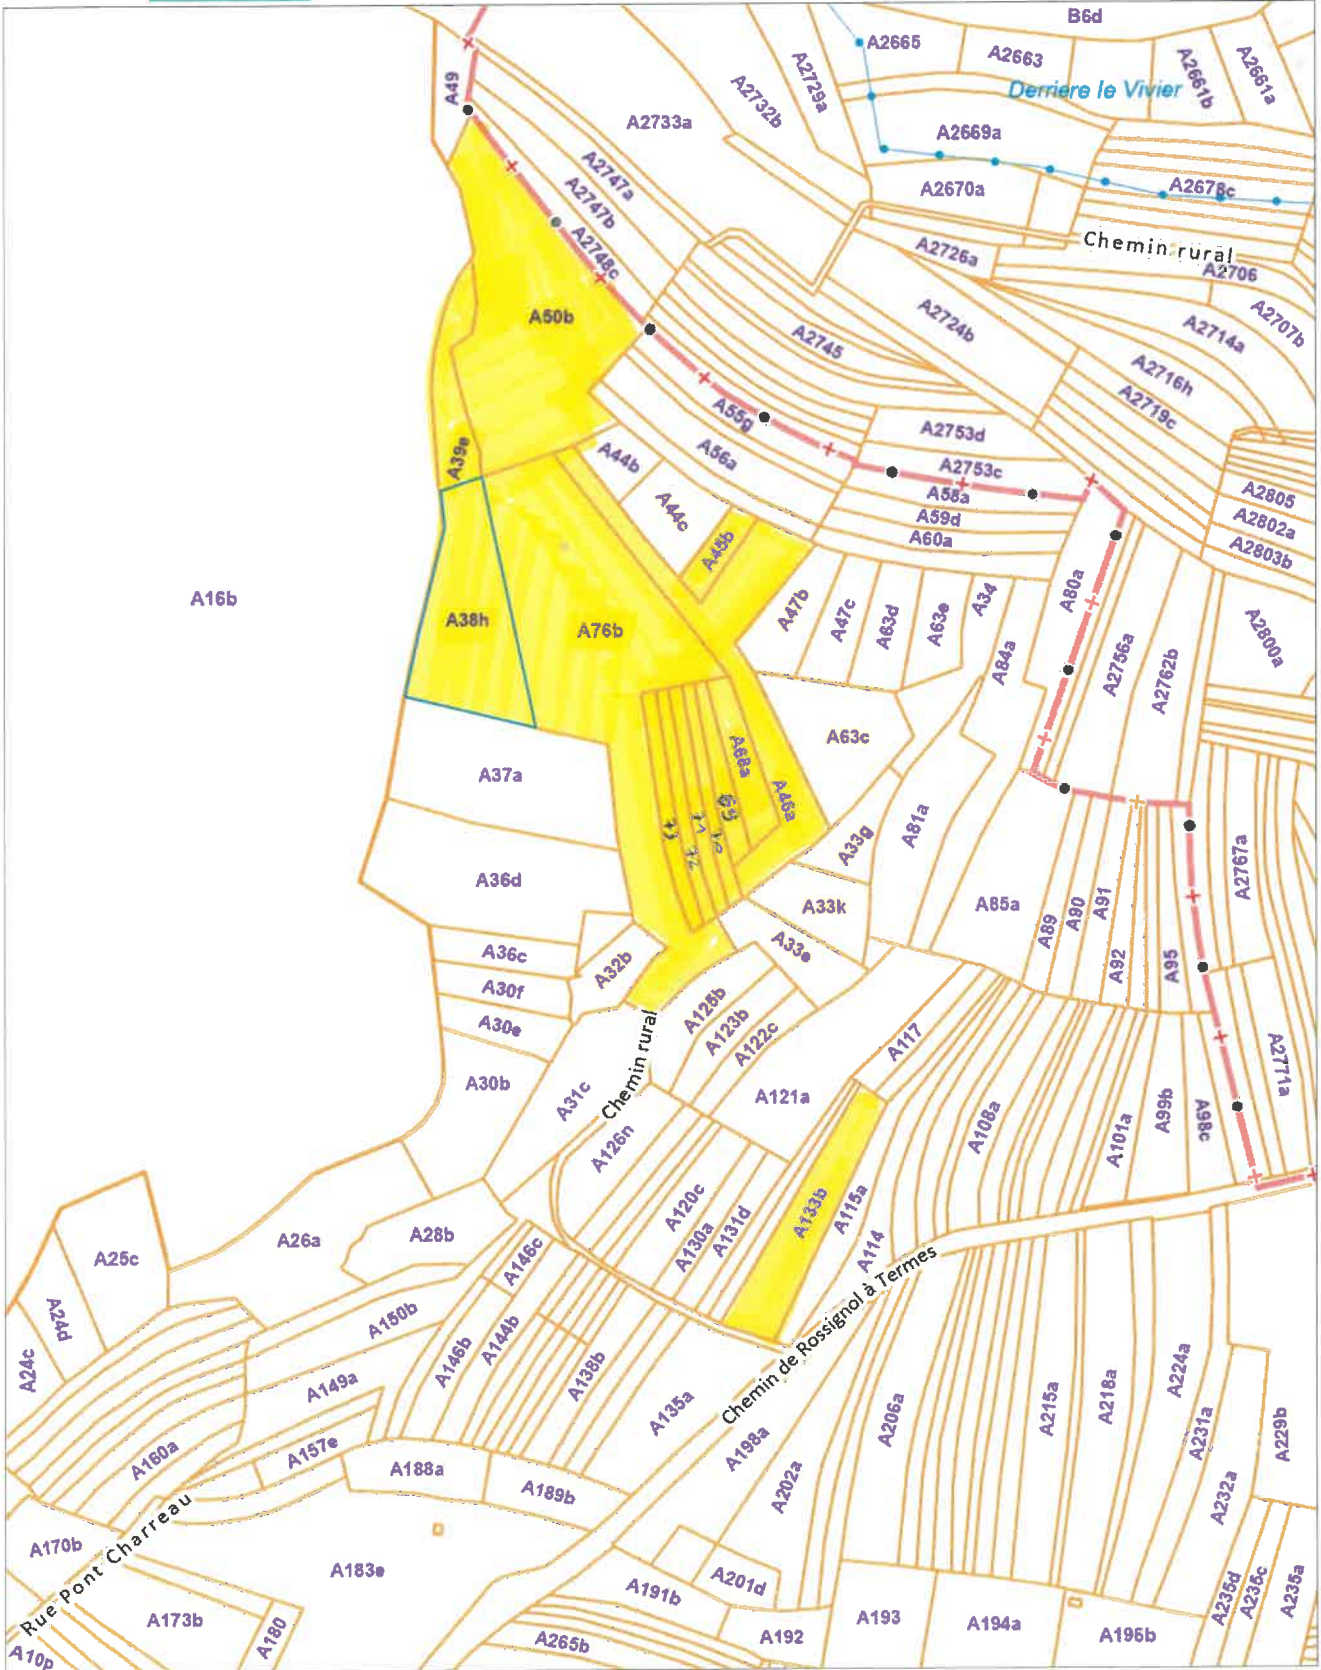 B6d
A2665
A2663
A2661b
A2661a
A49
A2729a
A2732b
Derriere le Vivier
A2733a
A2669a
A2747a
A2670a
A2678c
A2747b
A2748c
A2726a
Chemin rural
A2706
A50b
A2724b
A2745
A2714a
A2707b
A2716h
A2719c
A55g
A2753d
A39e
A44b
A56a
A2753c
A58a
A2805
A44c
A59d
A2802a
A60a
A2803b
A45b
A16b
A38h
A76b
A47b
A47c
A63d
A63e
A34
A80a
A84a
A2756a
A2762b
A2800a
A63c
A68a
A37a
A46a
69
73
71
70
72
A33g
A81a
A2767a
A36d
A33k
A85a
A89
A90
A91
A92
A95
A36c
A32b
A33e
A30f
A125b
A30e
A123b
A122c
A117
A2771a
A30b
A31c
Chemin rural
A121a
A126n
A108a
A101a
A99b
A98c
A120c
A130a
A131d
A133b
A115a
A114
A26a
A28b
A25c
A146c
A24d
A150b
Chemin de Rossignol à Termes
A24c
A149a
A146b
A144b
A138b
A135a
A206a
A215a
A218a
A224a
A231a
A229b
A160a
A157e
A188a
A189b
A198a
A202a
A232a
A170b
Rue Pont Charreau
A183e
A191b
A201d
A235d
A235c
A235a
A173b
A180
A265b
A192
A193
A194a
A196b
A10p